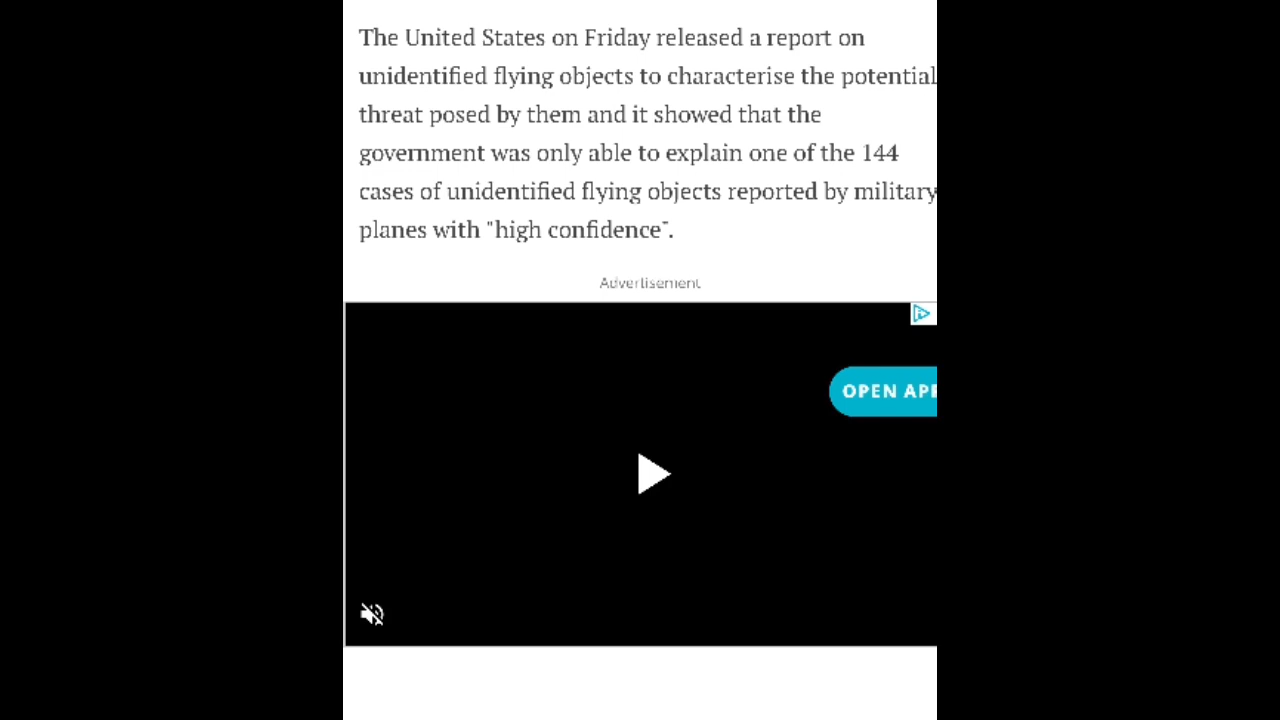 The United States on Friday released a report on
unidentified flying objects to characterise the potential
threat posed by them and it showed that the
government was only able to explain one of the 144
cases of unidentified flying objects reported by military
planes with "high confidence".
Advertisement
OPEN AP